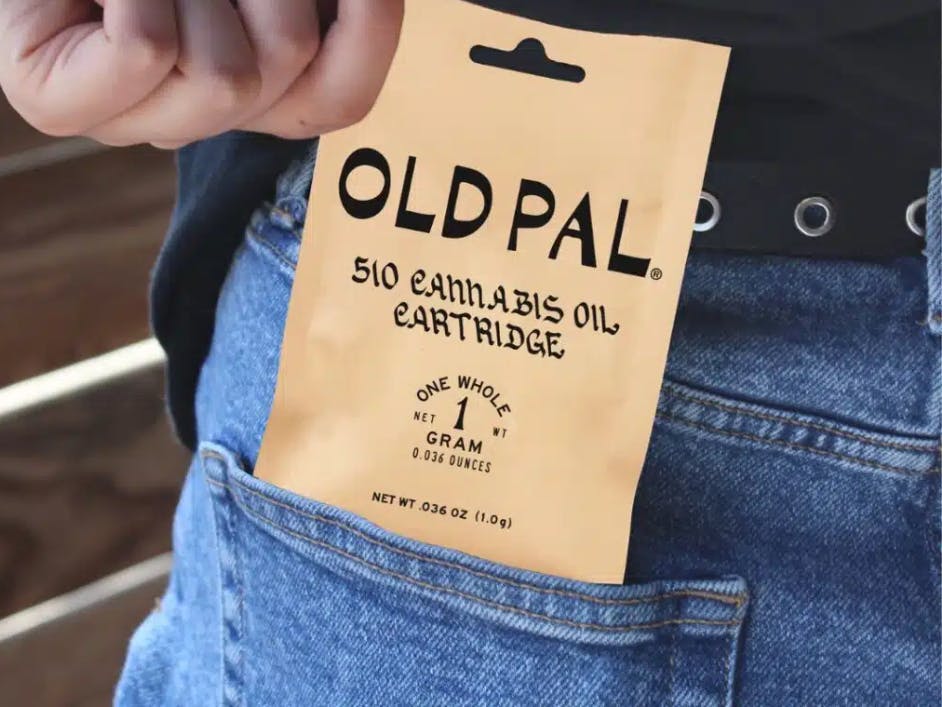 OLD PAL®
510 CANNABIS OIL
CARTRIDGE
ONE WHOLE
NET 1 WT
GRAM
0.036 OUNCES
NET WT .036 OZ (1.0g)